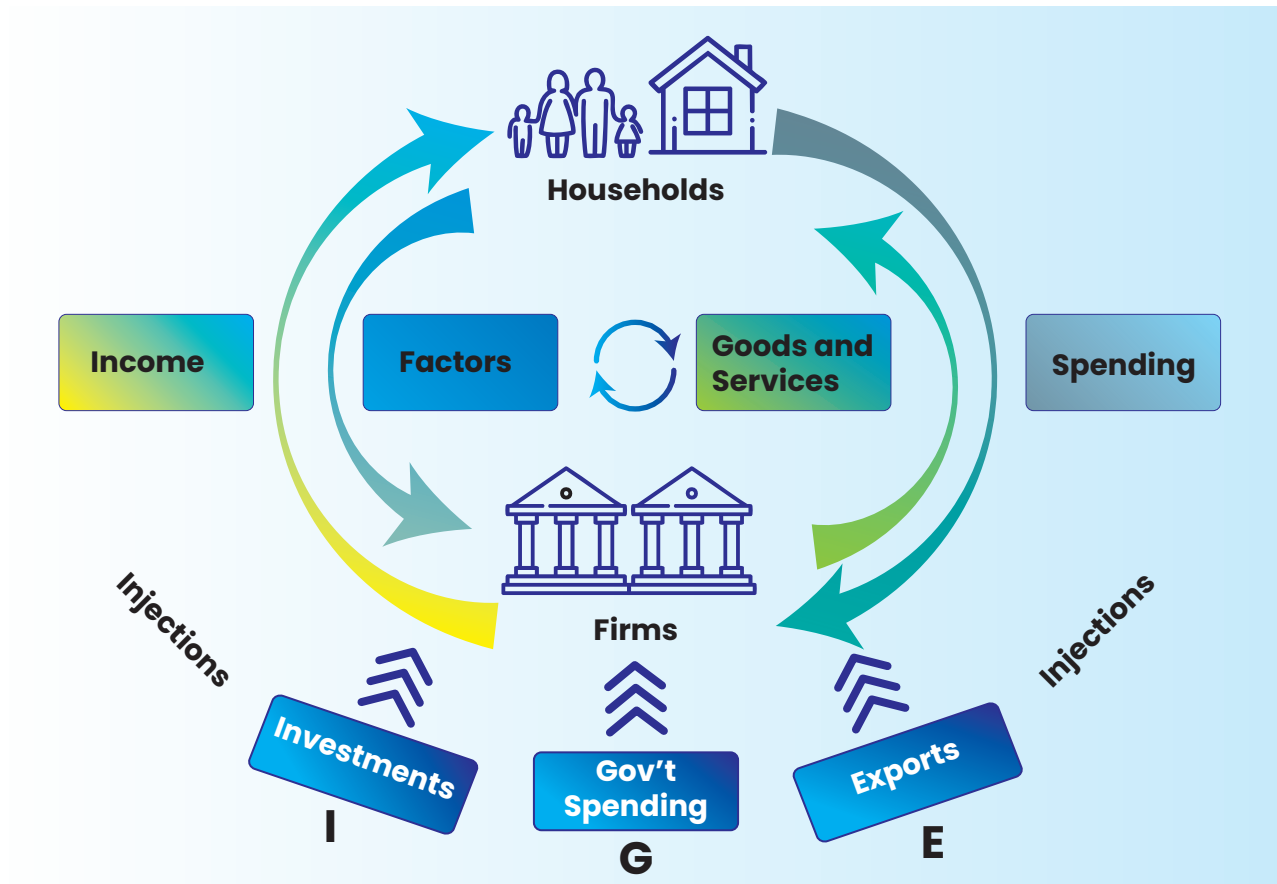 Households
Income
Factors
Goods and
Services
Spending
Firms
Injections
Injections
Investments
Gov’t
Spending
Exports
I
G
E